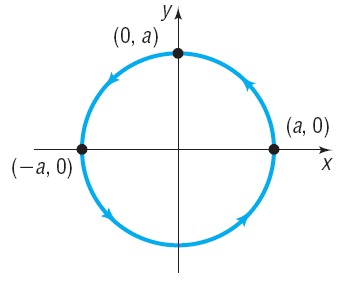 y
(0, a)
(a, 0)
(−a, 0)
x